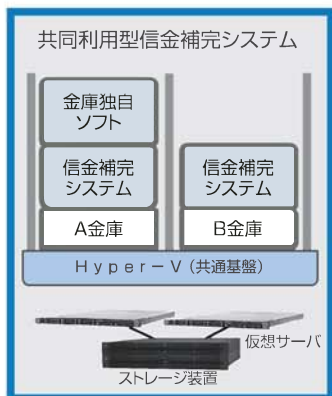 共同利用型信金補完システム
金庫独自
ソフト
信金補完
システム
A金庫
信金補完
システム
B金庫
Hyper-V(共通基盤)
仮想サーバ
ストレージ装置